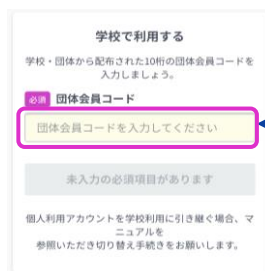 学校で利用する
学校・団体から配布された10桁の団体会員コードを
入力しましょう。
必須 団体会員コード
団体会員コードを入力してください
未入力の必須項目があります
個人利用アカウントを学校利用に引き継ぐ場合、マ
ニュアルを
参照いただき切り替え手続きをお願いします。